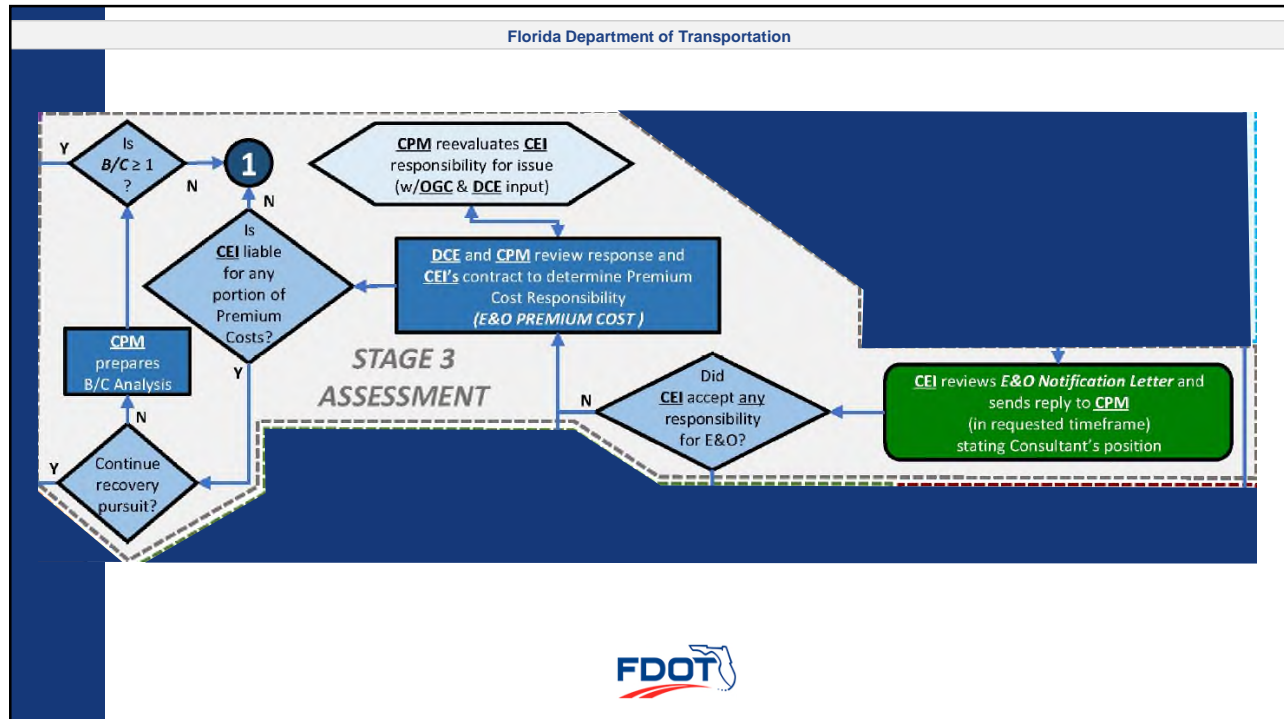 Florida Department of Transportation
Is
B/C ≥ 1
?
Y
N
1
N
CPM reevaluates CEI
responsibility for issue
(w/OGC & DCE input)
Is
CEI liable
for any
portion of
Premium
Costs?
Y
DCE and CPM review response and
CEI's contract to determine Premium
Cost Responsibility
(E&O PREMIUM COST )
CPM
prepares
B/C Analysis
N
STAGE 3
ASSESSMENT
Did
CEI accept any
responsibility
for E&O?
N
CEI reviews E&O Notification Letter and
sends reply to CPM
(in requested timeframe)
stating Consultant's position
Y
Continue
recovery
pursuit?
FDOT